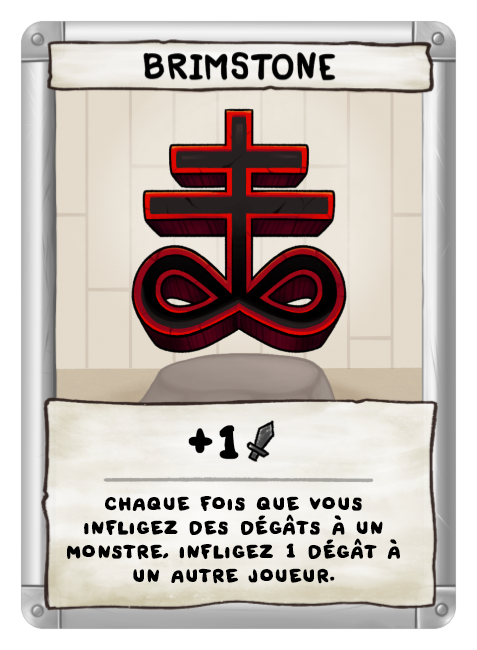 BRIMSTONE
+1
CHAQUE FOIS QUE VOUS
INFLIGEZ DES DÉGÂTS À UN
MONSTRE, INFLIGEZ 1 DÉGÂT À
UN AUTRE JOUEUR.